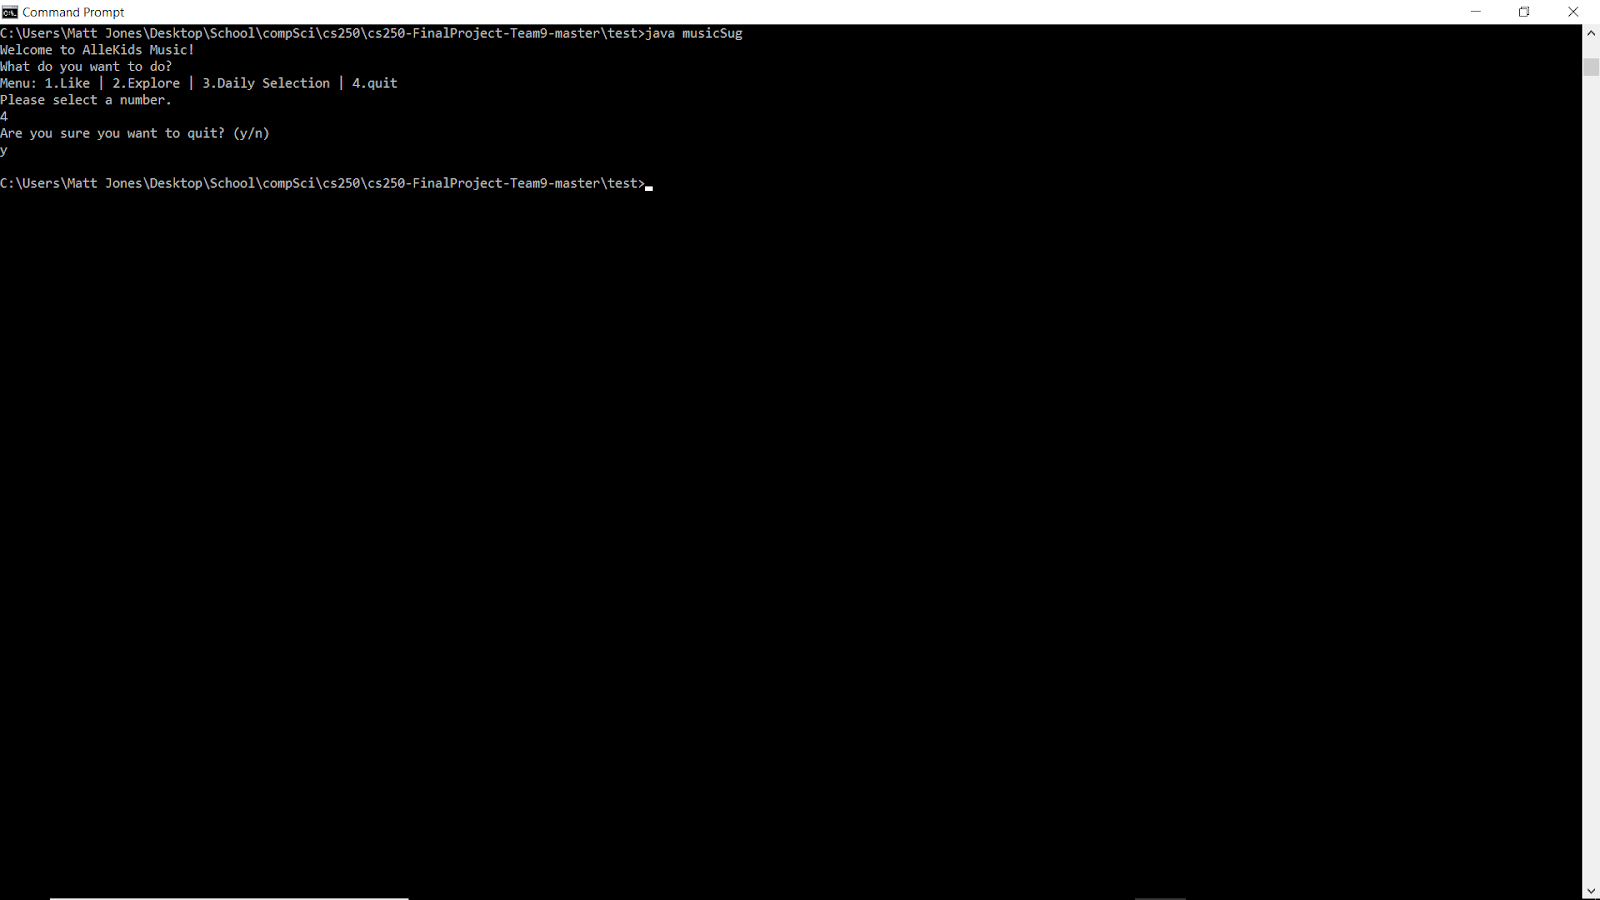 Command Prompt
C:\Users\Matt Jones\Desktop\School\compSci\cs250\cs250-FinalProject-Team9-master\test>java musicSug
Welcome to AlleKids Music!
What do you want to do?
Menu: 1.Like | 2.Explore | 3.Daily Selection | 4.quit
Please select a number.
4
Are you sure you want to quit? (y/n)
y
C:\Users\Matt Jones\Desktop\School\compSci\cs250\cs250-FinalProject-Team9-master\test>